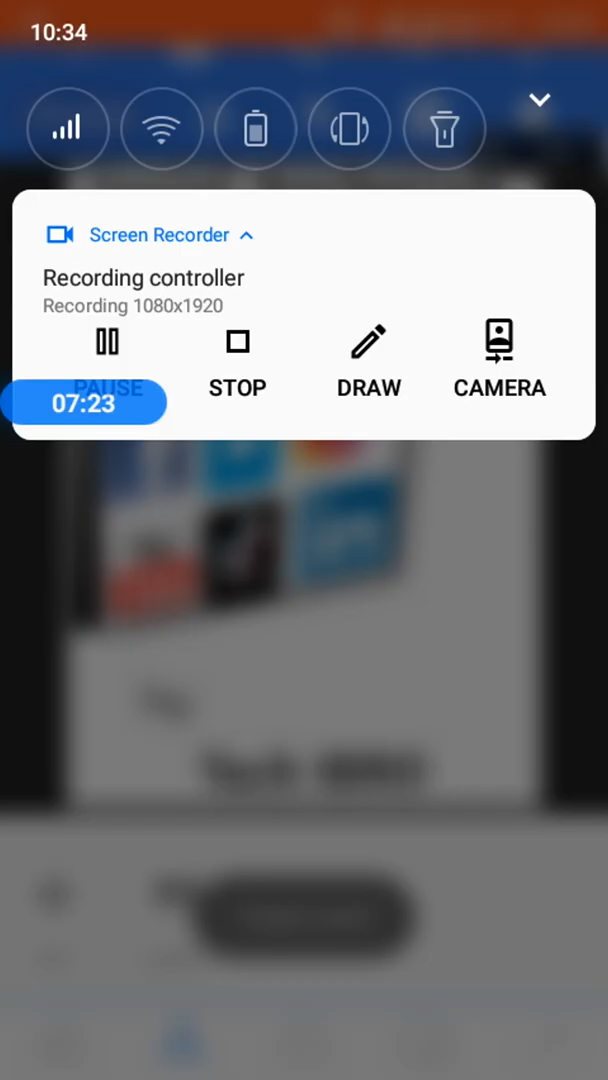 10:34
Screen Recorder
Recording controller
Recording 1080x1920
PAUSE
STOP
DRAW
CAMERA
07:23